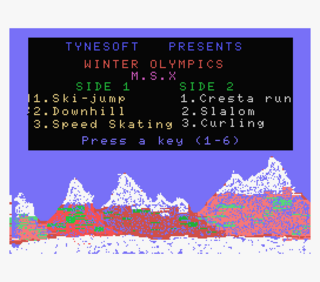 TYNESOFT PRESENTS
WINTER OLYMPICS
M.S.X
SIDE 1 SIDE 2
1.Ski-jump 1.Cresta run
2.Downhill 2.Slalom
3.Speed Skating 3.Curling
Press a key (1-6)